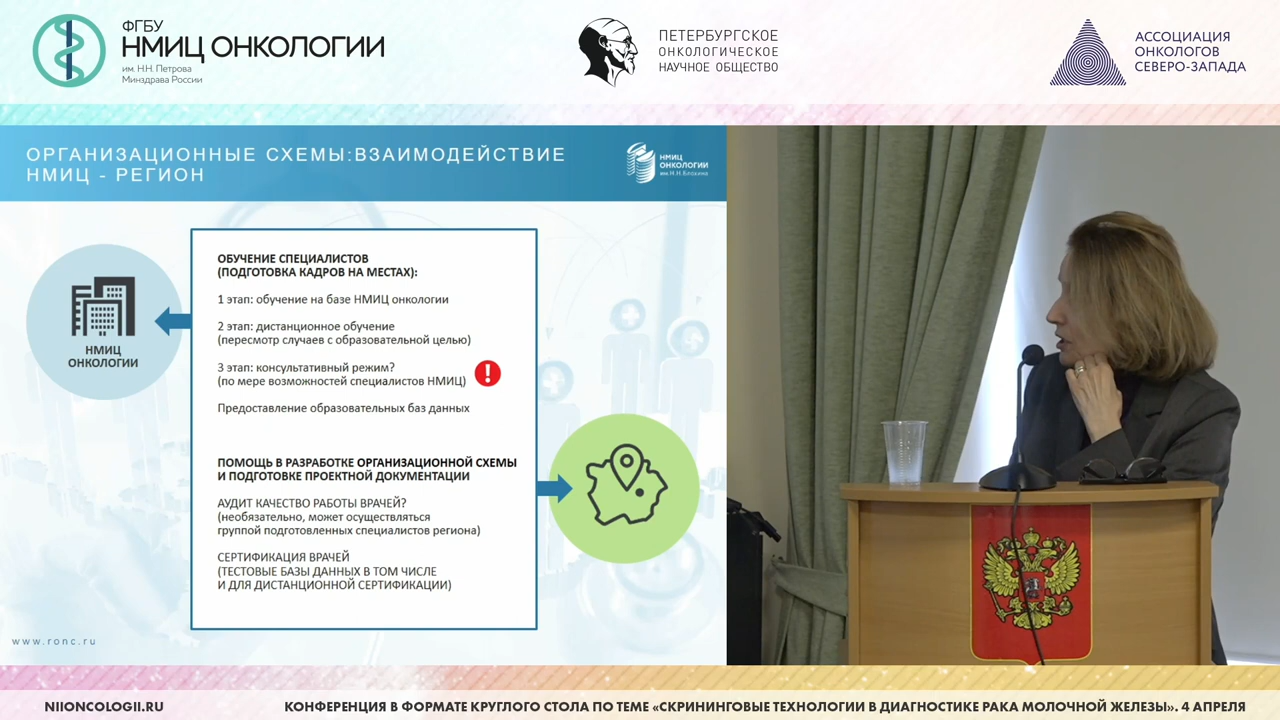 ФГБУ
НМИЦ ОНКОЛОГИИ
им. Н.Н. Петрова
Минздрава России
ПЕТЕРБУРГСКОЕ
ОНКОЛОГИЧЕСКОЕ
НАУЧНОЕ ОБЩЕСТВО
АССОЦИАЦИЯ
ОНКОЛОГОВ
СЕВЕРО-ЗАПАДА
ОРГАНИЗАЦИОННЫЕ СХЕМЫ:ВЗАИМОДЕЙСТВИЕ
НМИЦ - РЕГИОН
НМИЦ
ОНКОЛОГИИ
им.Н.Н.Блохина
НМИЦ
ОНКОЛОГИИ
ОБУЧЕНИЕ СПЕЦИАЛИСТОВ
(ПОДГОТОВКА КАДРОВ НА МЕСТАХ):
1 этап: обучение на базе НМИЦ онкологии
2 этап: дистанционное обучение
(пересмотр случаев с образовательной целью)
3 этап: консультативный режим?
(по мере возможностей специалистов НМИЦ)
Предоставление образовательных баз данных
ПОМОЩЬ В РАЗРАБОТКЕ ОРГАНИЗАЦИОННОЙ СХЕМЫ
И ПОДГОТОВКЕ ПРОЕКТНОЙ ДОКУМЕНТАЦИИ
АУДИТ КАЧЕСТВО РАБОТЫ ВРАЧЕЙ?
(необязательно, может осуществляться
группой подготовленных специалистов региона)
СЕРТИФИКАЦИЯ ВРАЧЕЙ
(ТЕСТОВЫЕ БАЗЫ ДАННЫХ В ТОМ ЧИСЛЕ
И ДЛЯ ДИСТАНЦИОННОЙ СЕРТИФИКАЦИИ)
www.ronc.ru
NIIONCOLOGII.RU
КОНФЕРЕНЦИЯ В ФОРМАТЕ КРУГЛОГО СТОЛА ПО ТЕМЕ «СКРИНИНГОВЫЕ ТЕХНОЛОГИИ В ДИАГНОСТИКЕ РАКА МОЛОЧНОЙ ЖЕЛЕЗЫ». 4 АПРЕЛЯ